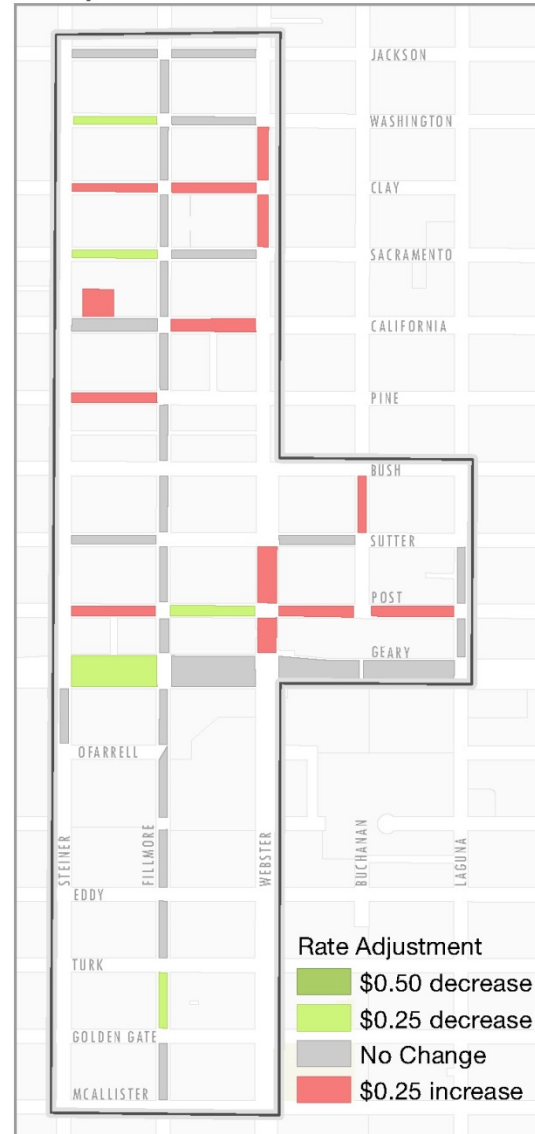 JACKSON
WASHINGTON
CLAY
SACRAMENTO
CALIFORNIA
PINE
BUSH
SUTTER
POST
GEARY
OFARRELL
STEINER
FILLMORE
WEBSTER
BUCHANAN
LAGUNA
EDDY
TURK
GOLDEN GATE
MCALLISTER
Rate Adjustment
$0.50 decrease
$0.25 decrease
No Change
$0.25 increase